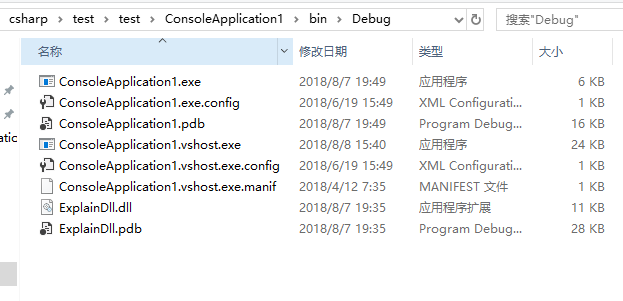 csharp > test > test > ConsoleApplication1 > bin > Debug
搜索"Debug"
名称 修改日期 类型 大小
ConsoleApplication1.exe 2018/8/7 19:49 应用程序 6 KB
ConsoleApplication1.exe.config 2018/6/19 15:49 XML Configurati... 1 KB
ConsoleApplication1.pdb 2018/8/7 19:49 Program Debug... 16 KB
ConsoleApplication1.vshost.exe 2018/8/8 15:40 应用程序 24 KB
ConsoleApplication1.vshost.exe.config 2018/6/19 15:49 XML Configurati... 1 KB
ConsoleApplication1.vshost.exe.manif 2018/4/12 7:35 MANIFEST 文件 1 KB
ExplainDll.dll 2018/8/7 19:35 应用程序扩展 11 KB
ExplainDll.pdb 2018/8/7 19:35 Program Debug... 28 KB